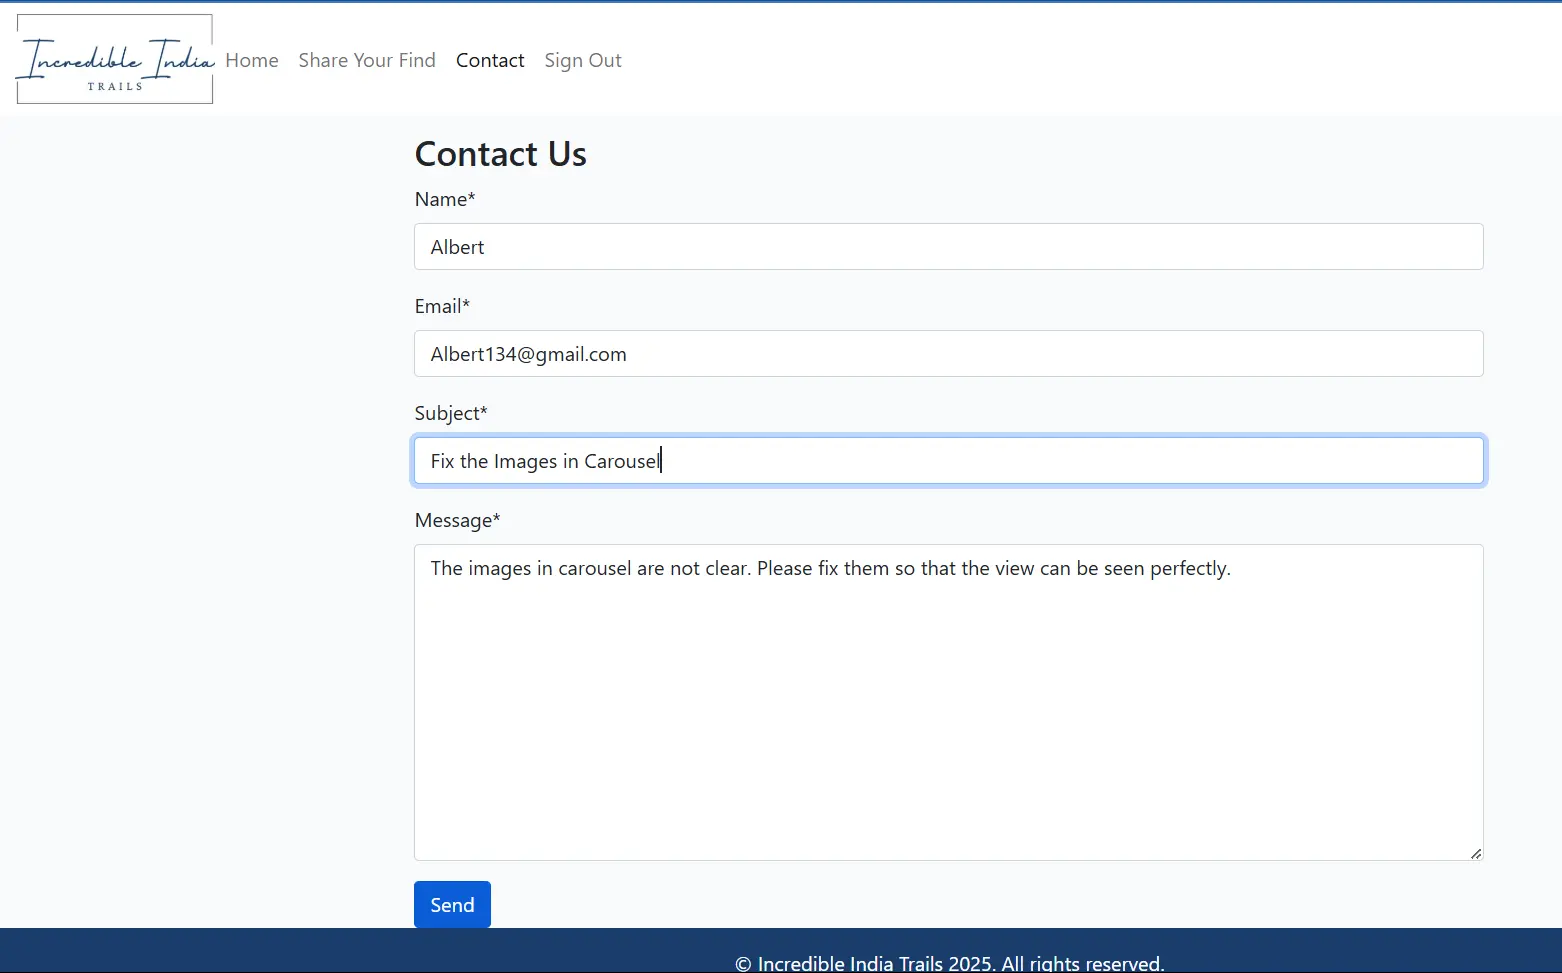 Incredible India
TRAILS
Home Share Your Find Contact Sign Out
Contact Us
Name*
Albert
Email*
Albert134@gmail.com
Subject*
Fix the Images in Carousel
Message*
The images in carousel are not clear. Please fix them so that the view can be seen perfectly.
Send
© Incredible India Trails 2025. All rights reserved.